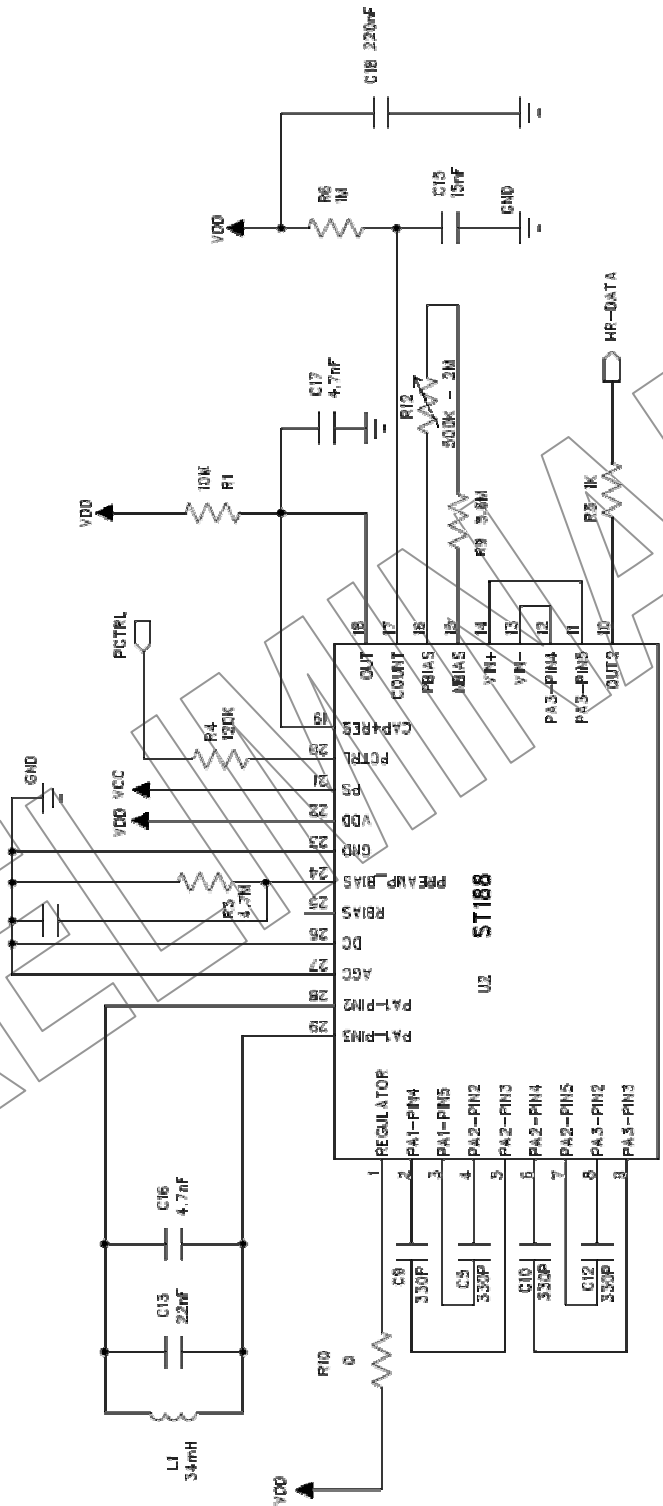 C18 220nF
VDD
R6
1M
C15
15nF
GND
HR-DATA
C17
4.7nF
R12
500K - 2M
VDD
10M
R1
R9
R8 1K
PCTRL
18
17
16
15
14
13
12
11
10
OUT
COUNT
PBIAS
NBIAS
VIN+
VIN-
PA3-PIN4
PA3-PIN5
OUT2
GND
VDD VCC
R4
120K
19
20
21
22
23
24
25
26
27
28
29
CAP+RES
PCTRL
PS
VDD
GND
PREAMP_BIAS
RBIAS
DC
AGC
PA1-PIN2
PA1-PIN3
R3
4.7M
ST188
U2
REGULATOR
PA1-PIN4
PA1-PIN5
PA2-PIN2
PA2-PIN3
PA2-PIN4
PA2-PIN5
PA3-PIN2
PA3-PIN3
1
2
3
4
5
6
7
8
9
C16
4.7nF
330P
330P
C10
330P
C12
330P
C13
22nF
R10
0
L1
34mH
VDD